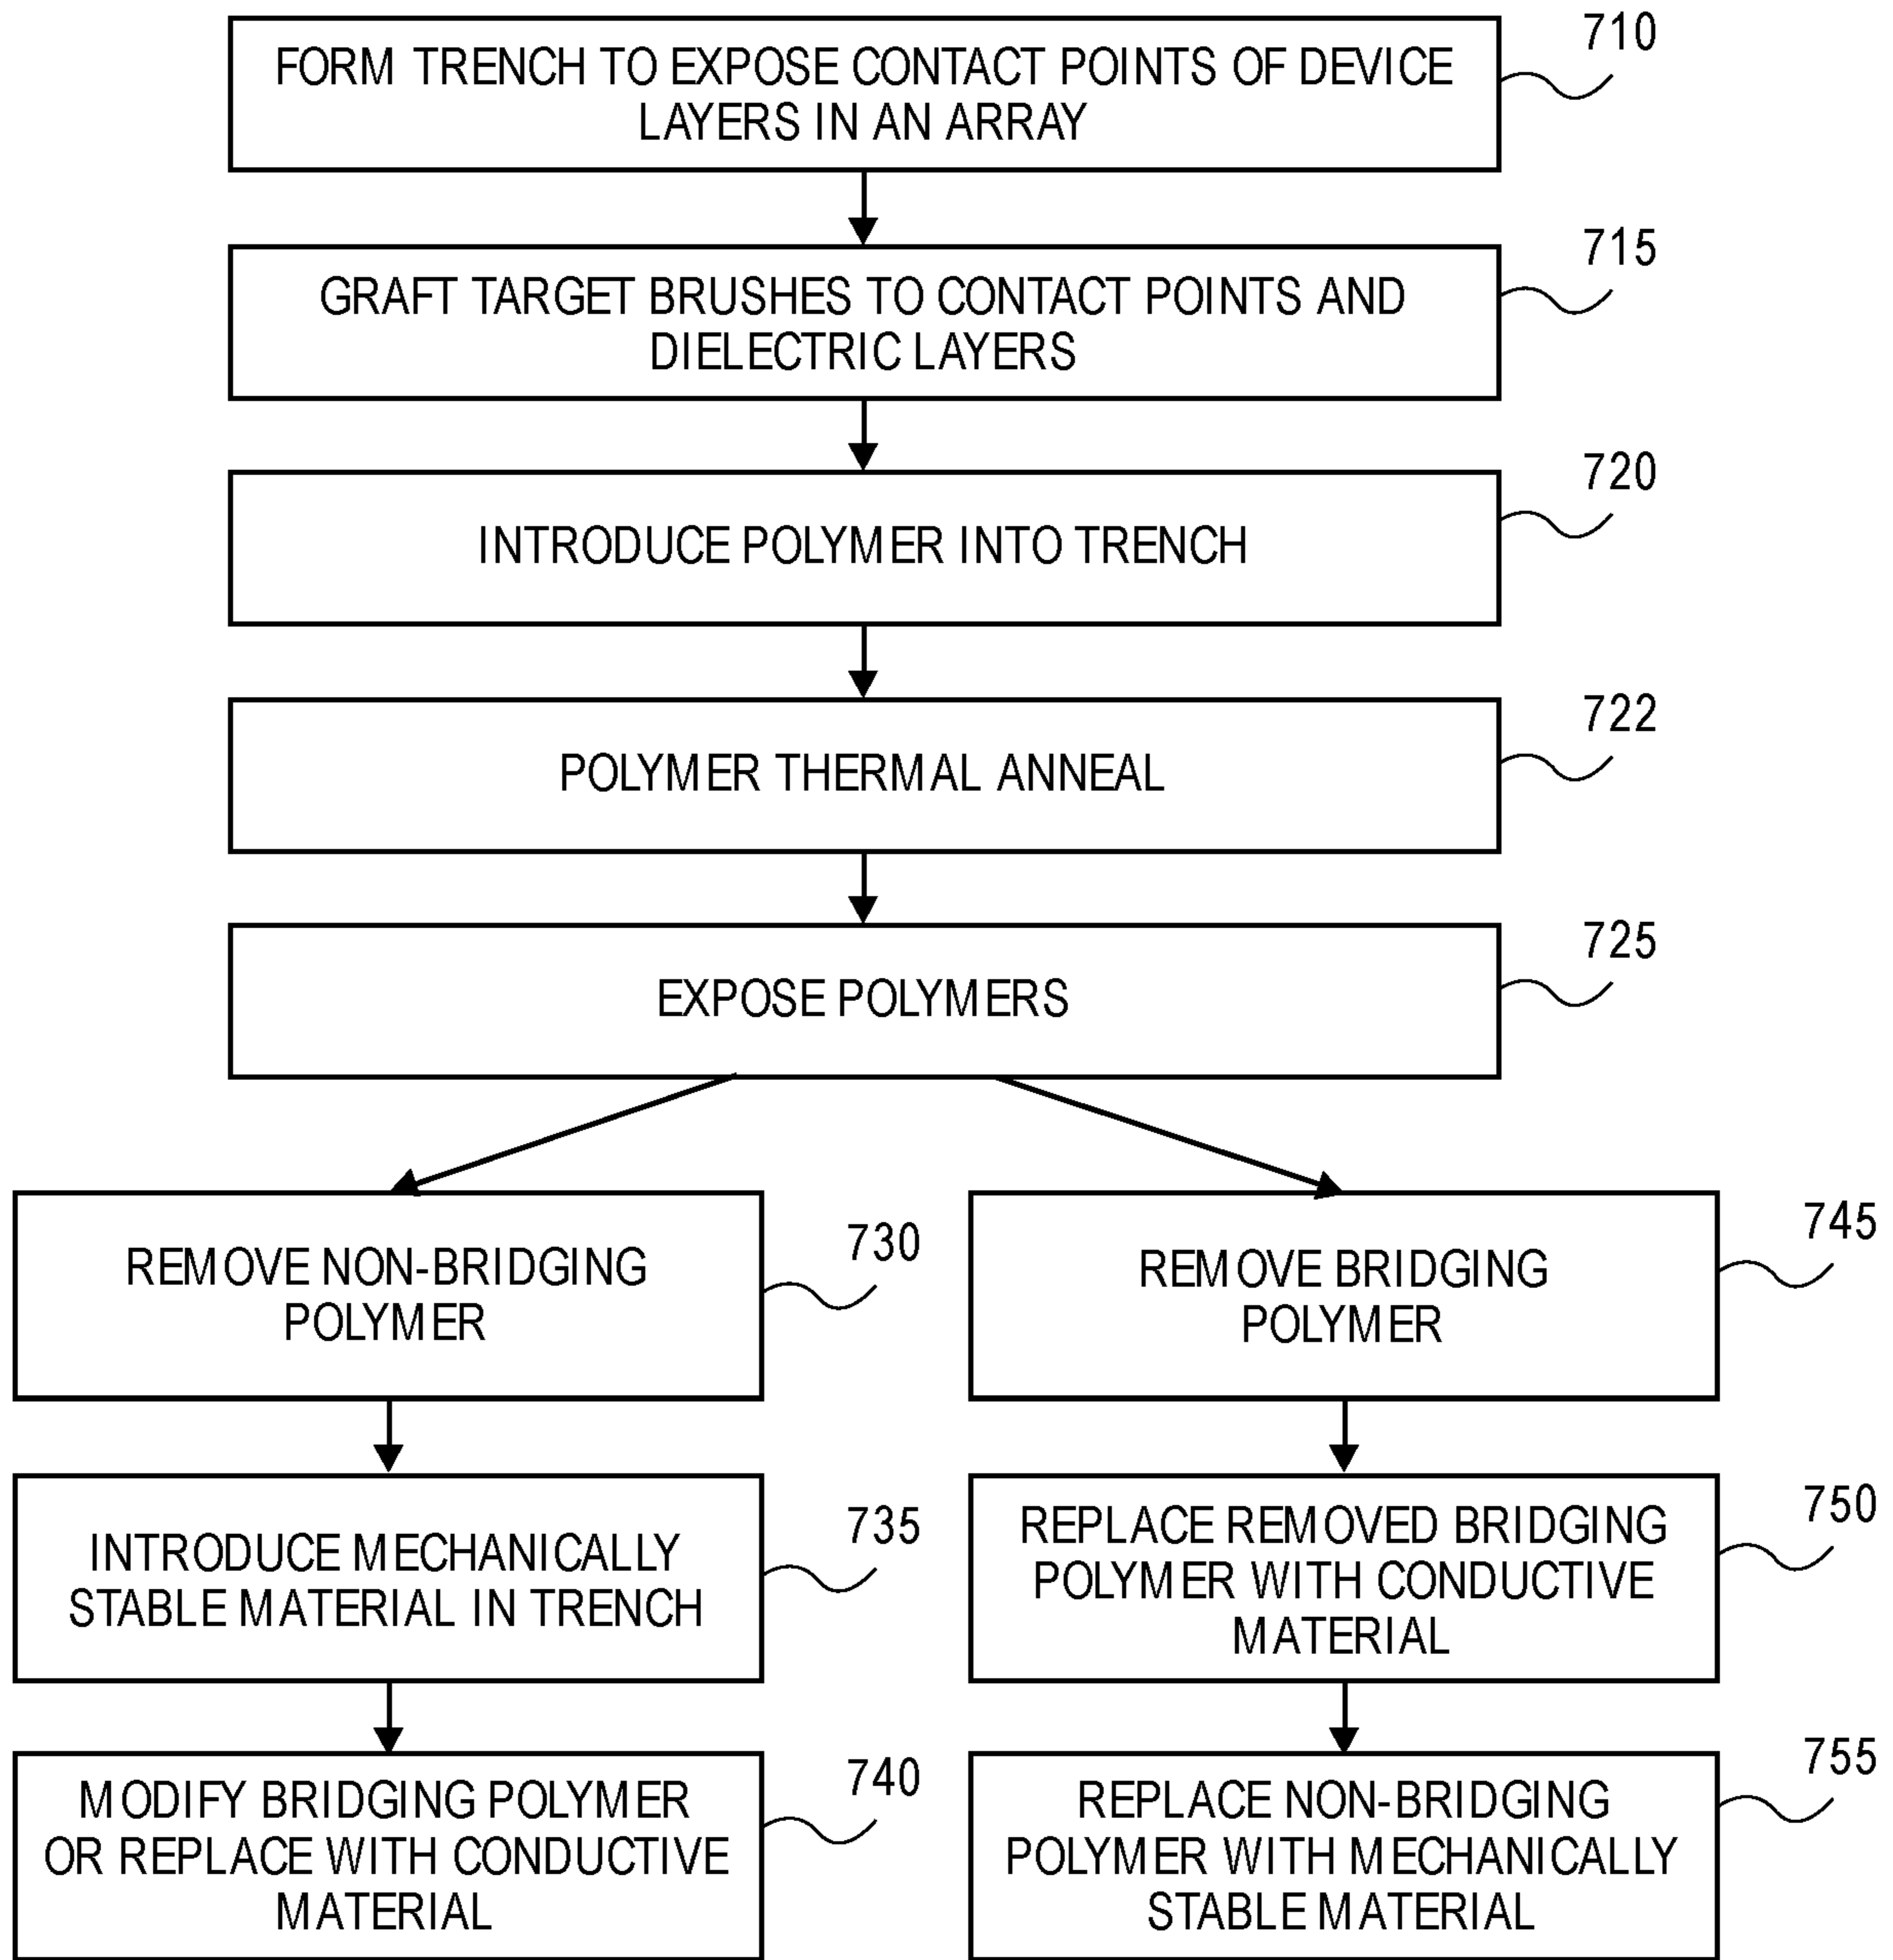 710
FORM TRENCH TO EXPOSE CONTACT POINTS OF DEVICE
LAYERS IN AN ARRAY
715
GRAFT TARGET BRUSHES TO CONTACT POINTS AND
DIELECTRIC LAYERS
720
INTRODUCE POLYMER INTO TRENCH
722
POLYMER THERMAL ANNEAL
725
EXPOSE POLYMERS
730
REMOVE NON-BRIDGING
POLYMER
735
INTRODUCE MECHANICALLY
STABLE MATERIAL IN TRENCH
740
MODIFY BRIDGING POLYMER
OR REPLACE WITH CONDUCTIVE
MATERIAL
745
REMOVE BRIDGING
POLYMER
750
REPLACE REMOVED BRIDGING
POLYMER WITH CONDUCTIVE
MATERIAL
755
REPLACE NON-BRIDGING
POLYMER WITH MECHANICALLY
STABLE MATERIAL